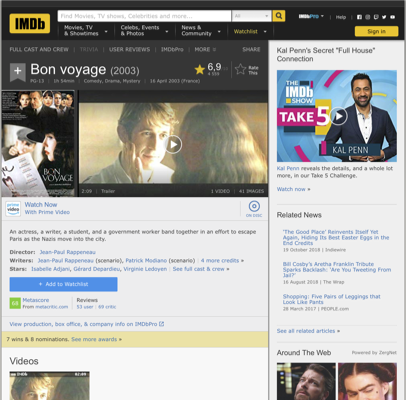 IMDb
Find Movies, TV shows, Celebrities and more...
All
IMDbPro
Help
Movies, TV & Showtimes
Celebs, Events & Photos
News & Community
Watchlist
Sign in
FULL CAST AND CREW | TRIVIA | USER REVIEWS | IMDbPro | MORE
SHARE
Bon voyage (2003)
PG-13 | 1h 54min | Comedy, Drama, Mystery | 16 April 2003 (France)
6,9
Rate This
BON VOYAGE
2:09 | Trailer
1 VIDEO | 41 IMAGES
prime video
Watch Now
With Prime Video
ON DISC
An actress, a writer, a student, and a government worker band together in an effort to escape
Paris as the Nazis move into the city.
Director: Jean-Paul Rappeneau
Writers: Jean-Paul Rappeneau (scenario), Patrick Modiano (scenario) | 4 more credits »
Stars: Isabelle Adjani, Gérard Depardieu, Virginie Ledoyen | See full cast & crew »
+ Add to Watchlist
Metascore
From metacritic.com
Reviews
53 user | 69 critic
View production, box office, & company info on IMDbPro
7 wins & 8 nominations. See more awards »
Videos
Kal Penn's Secret "Full House"
Connection
THE IMDb SHOW
TAKE 5
KAL PENN
Kal Penn reveals the details, and a whole lot
more, in our Take 5 Challenge.
Watch now »
Related News
'The Good Place' Reinvents Itself Yet
Again, Hiding Its Best Easter Eggs in the
End Credits
19 October 2018 | Indiewire
Bill Cosby's Aretha Franklin Tribute
Sparks Backlash: 'Are You Tweeting From
Jail?'
16 August 2018 | The Wrap
Shopping: Five Pairs of Leggings that
Look Like Pants
28 March 2017 | PEOPLE.com
See all related articles »
Around The Web
Powered by ZergNet